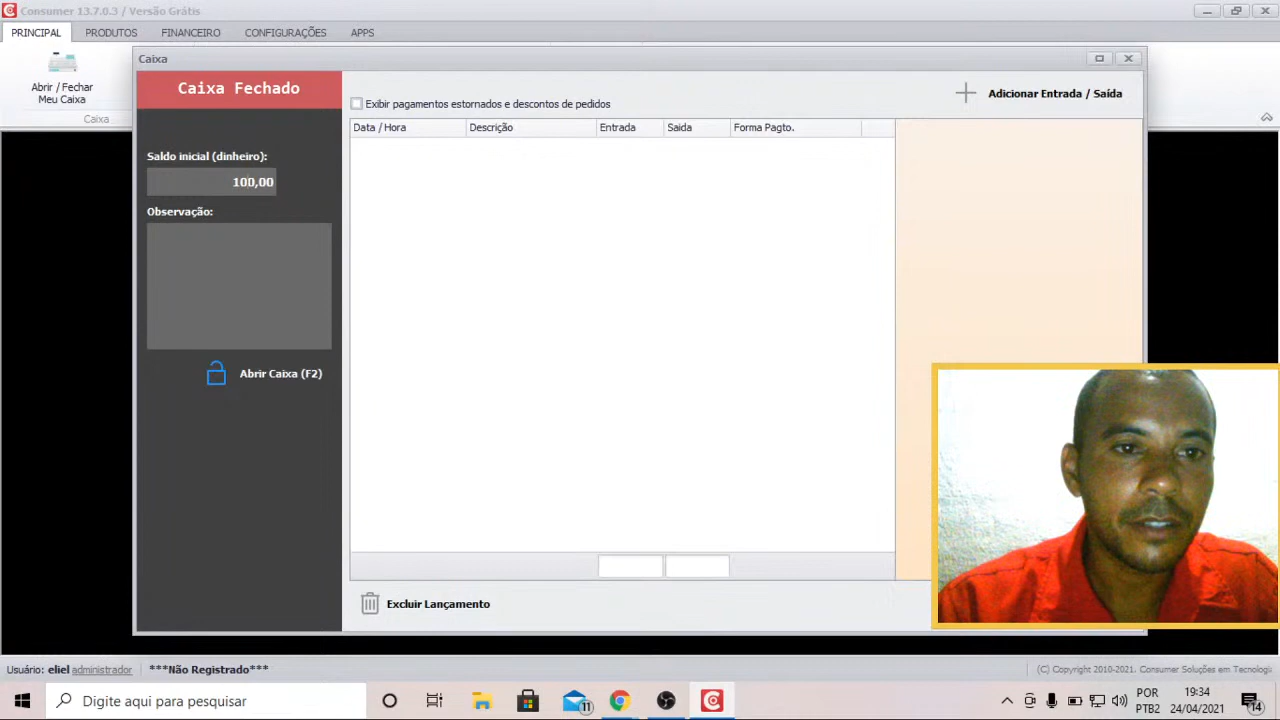 Consumer 13.7.0.3 / Versão Grátis
PRINCIPAL PRODUTOS FINANCEIRO CONFIGURAÇÕES APPS
Abrir / Fechar
Meu Caixa
Caixa
Caixa
Caixa Fechado
Exibir pagamentos estornados e descontos de pedidos
Adicionar Entrada / Saída
Data / Hora Descrição Entrada Saida Forma Pagto.
Saldo inicial (dinheiro):
100,00
Observação:
Abrir Caixa (F2)
Excluir Lançamento
Usuário: eliel administrador ***Não Registrado***
(C) Copyright 2010-2021. Consumer Soluções em Tecnologi
Digite aqui para pesquisar
11
POR
PTB2
19:34
24/04/2021
14